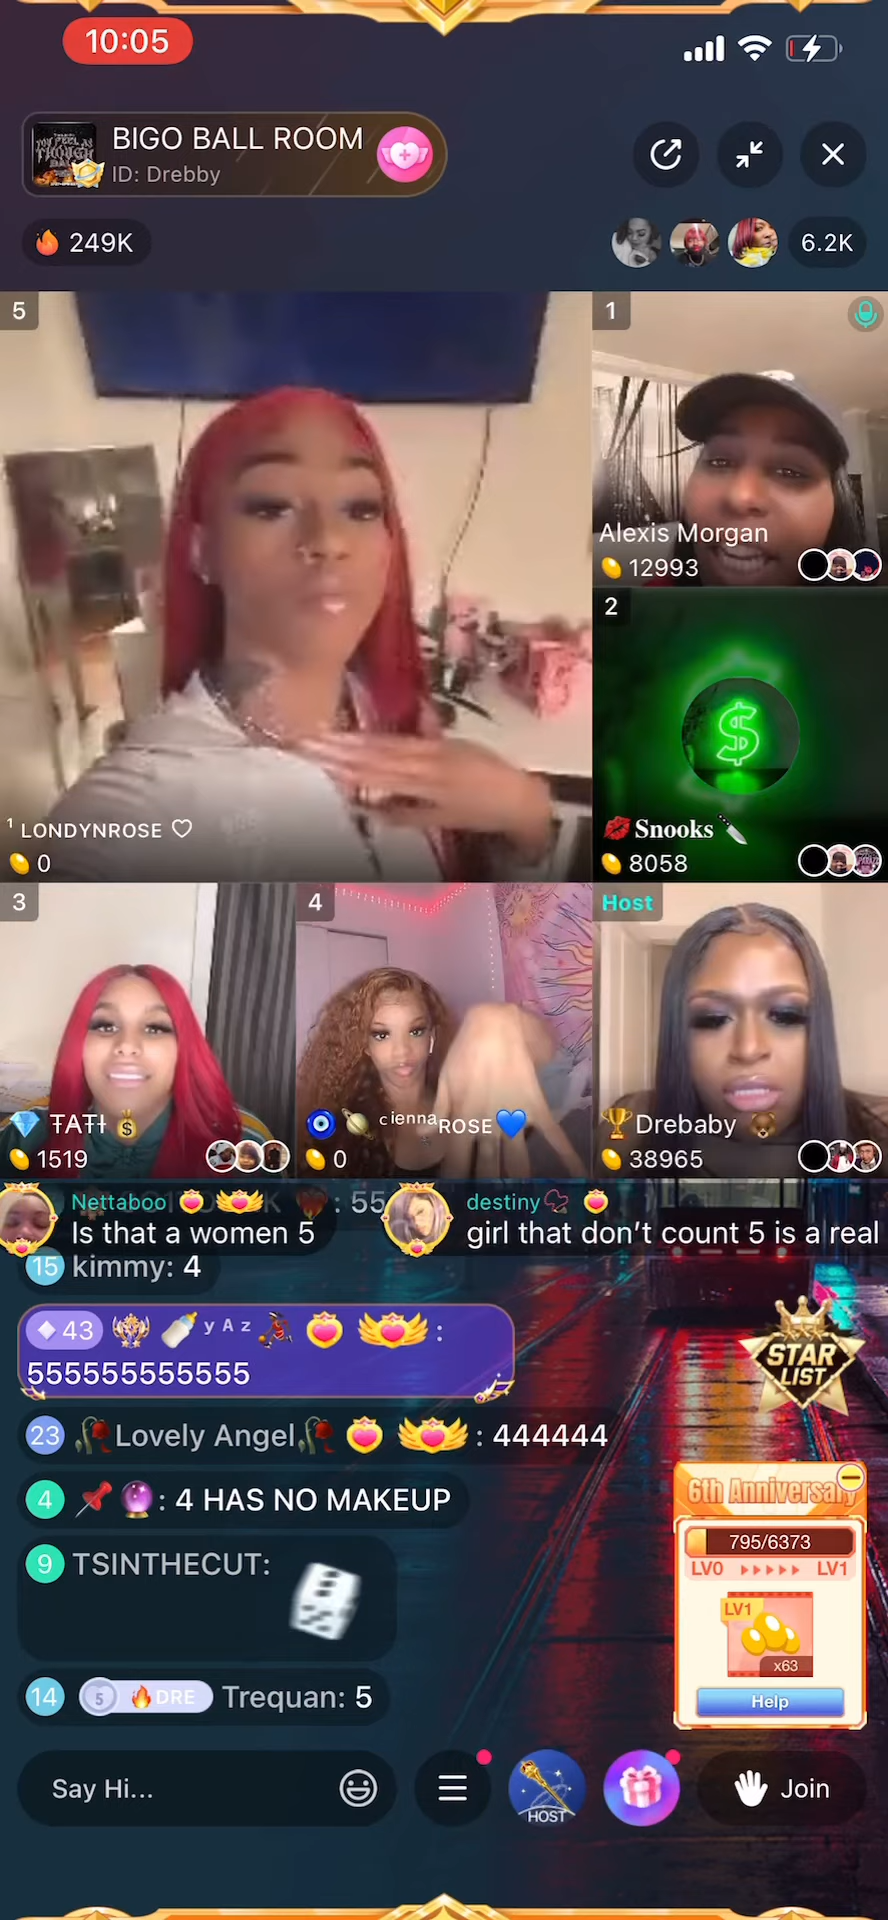 10:05
BIGO BALL ROOM
ID: Drebby
249K
6.2K
5
1
Alexis Morgan
12993
2
$
💋 Snooks 🔪
8058
¹ LONDYNROSE ♡
0
3
4
Host
💎 ŦAŦƗ 💰
1519
🧿 🪐 ᶜⁱᵉⁿⁿᵃROSE 💙
0
🏆Drebaby 🐻
38965
Nettaboo
: 55
Is that a women 5
destiny
girl that don't count 5 is a real
15 kimmy: 4
43 🍼 ʸ ᴬ ᶻ :
555555555555
23 🥀Lovely Angel🥀 : 444444
4 📌 🔮: 4 HAS NO MAKEUP
9 TSINTHECUT:
14 5 🔥DRE Trequan: 5
STAR
LIST
6th Anniversary
795/6373
LV0 LV1
LV1
x63
Help
Say Hi...
HOST
Join